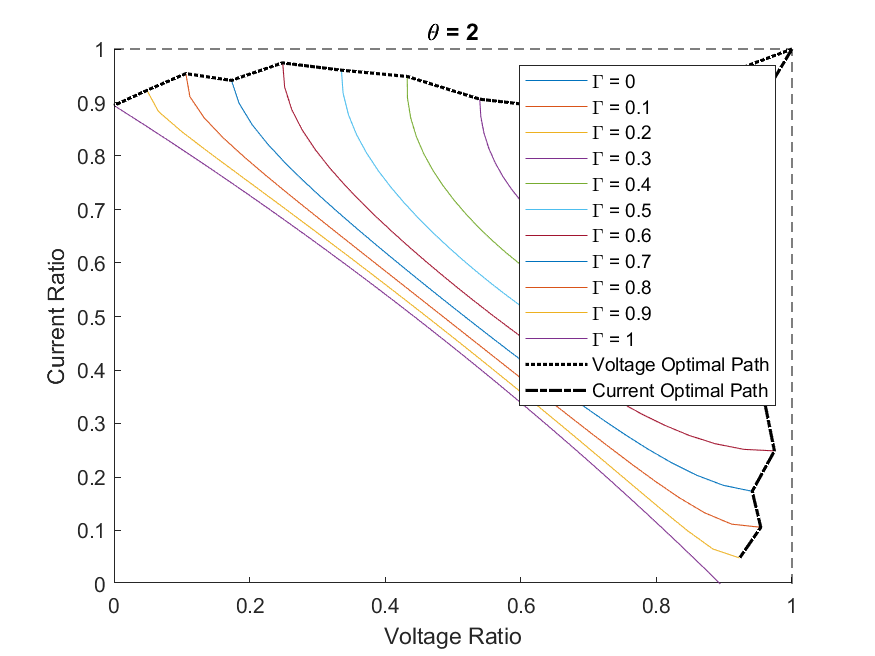 θ = 2
Current Ratio
1
0.9
0.8
0.7
0.6
0.5
0.4
0.3
0.2
0.1
0
Γ = 0
Γ = 0.1
Γ = 0.2
Γ = 0.3
Γ = 0.4
Γ = 0.5
Γ = 0.6
Γ = 0.7
Γ = 0.8
Γ = 0.9
Γ = 1
Voltage Optimal Path
Current Optimal Path
0 0.2 0.4 0.6 0.8 1
Voltage Ratio